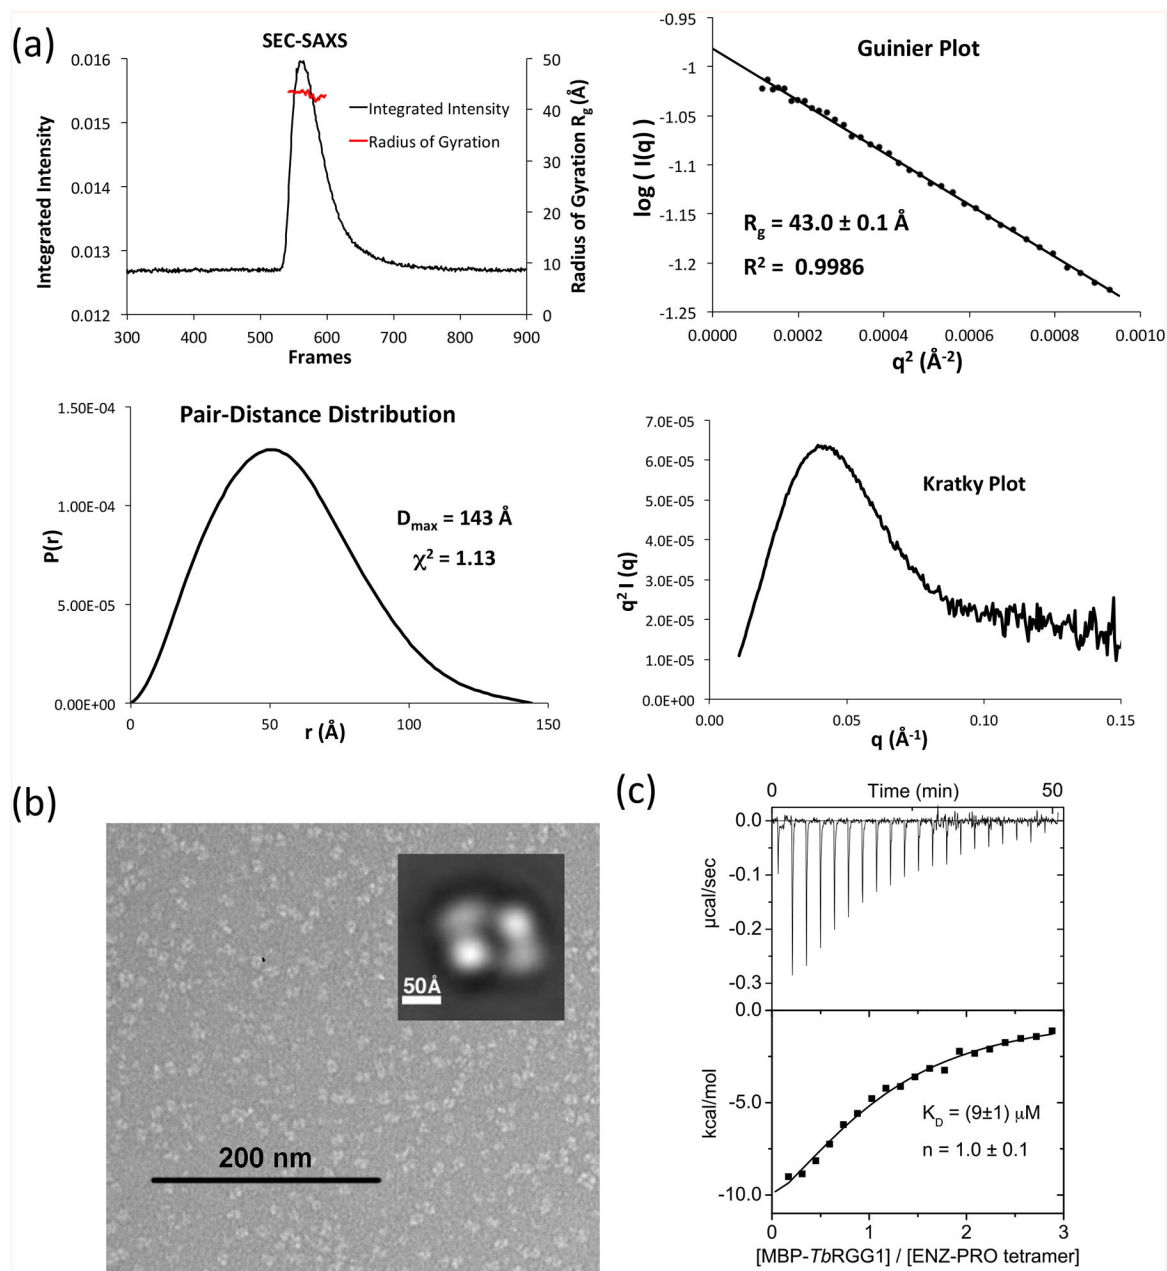 (a)
SEC-SAXS
0.016
0.015
0.014
0.013
0.012
Integrated Intensity
50
40
30
20
10
0
Radius of Gyration Rg (Å)
Integrated Intensity
Radius of Gyration
300 400 500 600 700 800 900
Frames
Guinier Plot
-0.95
-1
-1.05
-1.1
-1.15
-1.2
-1.25
log ( I(q) )
Rg = 43.0 ± 0.1 Å
R² = 0.9986
0.0000 0.0002 0.0004 0.0006 0.0008 0.0010
q² (Å⁻²)
Pair-Distance Distribution
1.50E-04
1.00E-04
5.00E-05
0.00E+00
P(r)
Dmax = 143 Å
χ² = 1.13
0 50 100 150
r (Å)
Kratky Plot
7.0E-05
6.0E-05
5.0E-05
4.0E-05
3.0E-05
2.0E-05
1.0E-05
0.0E+00
q² I (q)
0.00 0.05 0.10 0.15
q (Å⁻¹)
(b)
50Å
200 nm
(c)
0 Time (min) 50
0.0
-0.1
-0.2
-0.3
µcal/sec
0.0
-5.0
-10.0
kcal/mol
KD = (9±1) µM
n = 1.0 ± 0.1
0 1 2 3
[MBP-TbRGG1] / [ENZ-PRO tetramer]